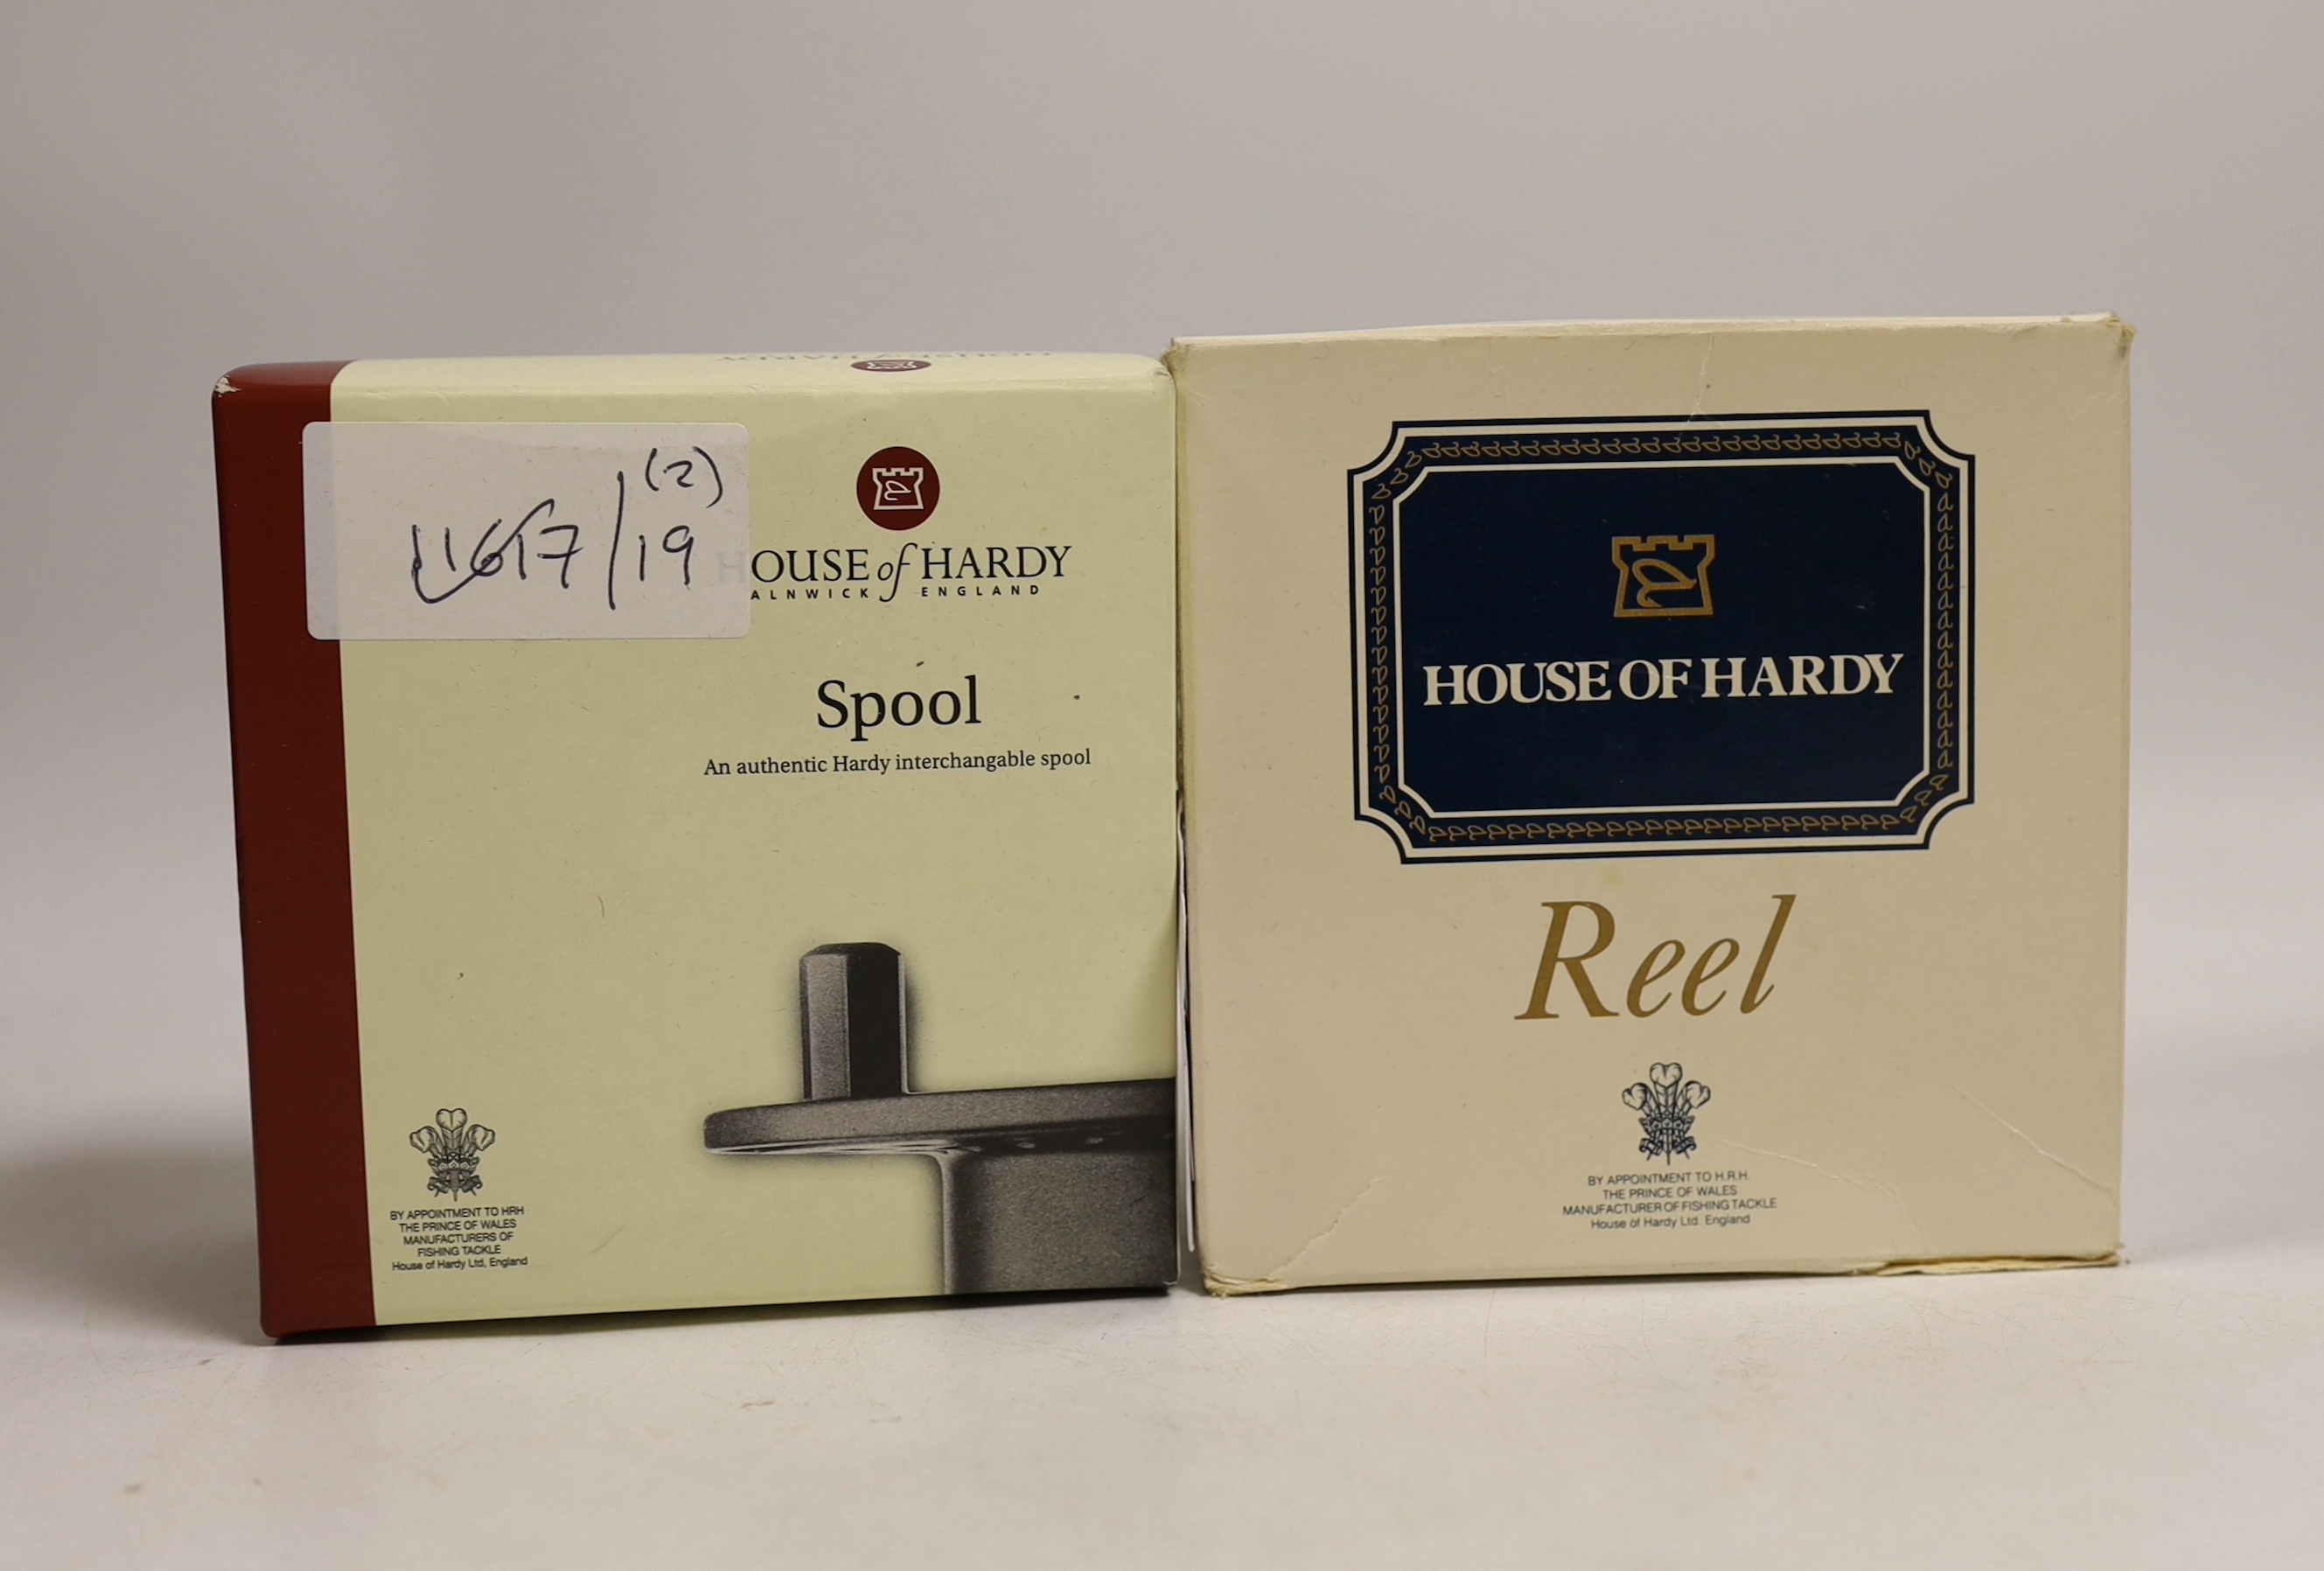 (2)
11617/19
HOUSE of HARDY
ALNWICK ENGLAND
Spool
An authentic Hardy interchangable spool
BY APPOINTMENT TO HRH
THE PRINCE OF WALES
MANUFACTURERS OF
FISHING TACKLE
House of Hardy Ltd, England
HOUSE OF HARDY
Reel
BY APPOINTMENT TO H.R.H.
THE PRINCE OF WALES
MANUFACTURER OF FISHING TACKLE
House of Hardy Ltd. England